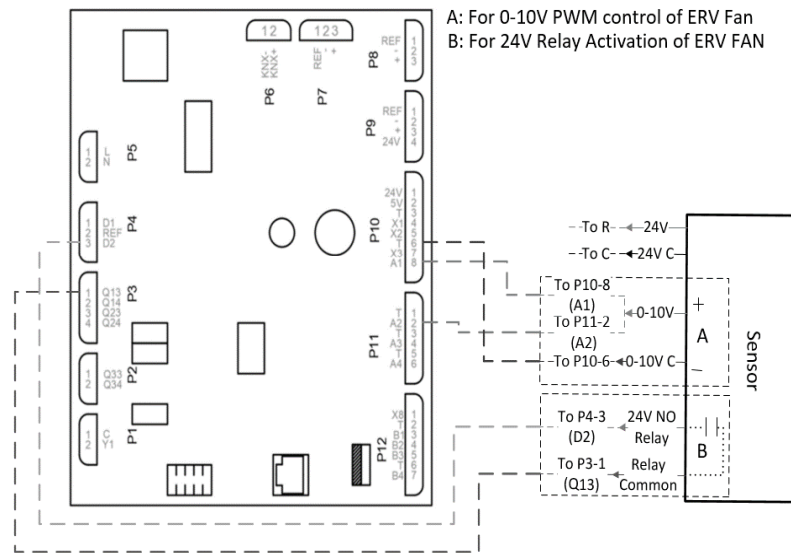 A: For 0-10V PWM control of ERV Fan
B: For 24V Relay Activation of ERV FAN
1 2
KNX-
KNX+
P6
1 2 3
REF
-
+
P7
P8
REF 1
- 2
+ 3
P9
REF 1
- 2
+ 3
24V 4
P5
1 L
2 N
P4
1 D1
2 REF
3 D2
P3
1 Q13
2 Q14
3 Q23
4 Q24
P2
1 Q33
2 Q34
P1
1 C
2 Y1
P10
24V 1
5V 2
T 3
X1 4
X2 5
T 6
X3 7
A1 8
P11
T 1
A2 2
T 3
A3 4
T 5
A4 6
P12
X8 1
T 2
B1 3
B2 4
B3 5
T 6
B4 7
To R 24V
To C 24V C
To P10-8
(A1)
To P11-2
(A2)
0-10V
To P10-6 0-10V C
+
A
-
To P4-3 24V NO
(D2) Relay
To P3-1 Relay
(Q13) Common
B
Sensor